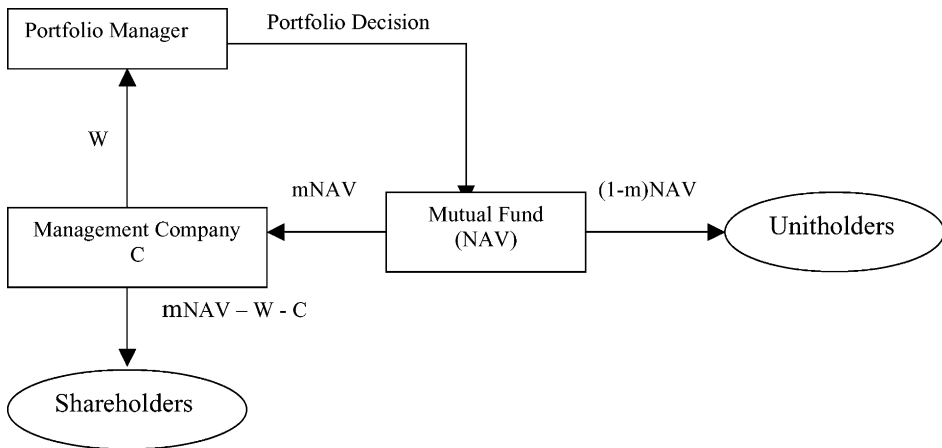 Portfolio Decision
Portfolio Manager
W
mNAV
(1-m)NAV
Mutual Fund
(NAV)
Unitholders
Management Company
C
mNAV – W - C
Shareholders